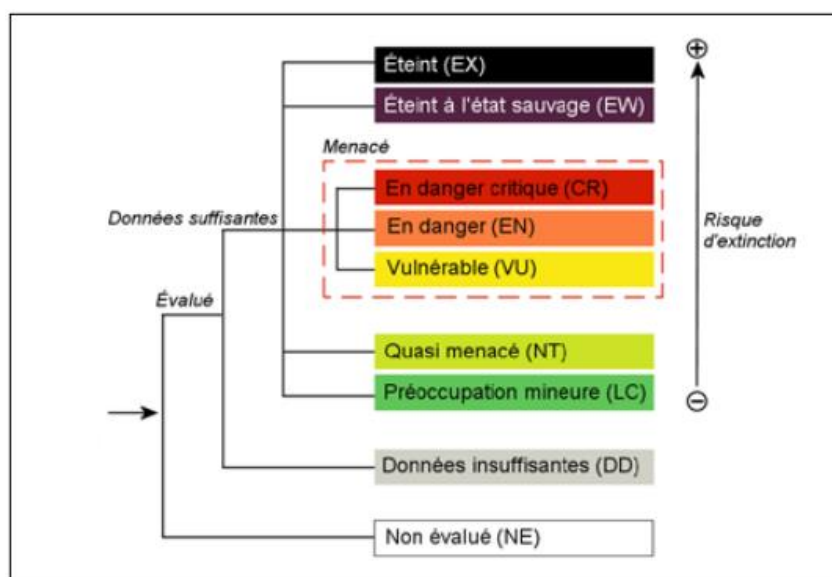 Éteint (EX)
Éteint à l'état sauvage (EW)
Menacé
En danger critique (CR)
En danger (EN)
Vulnérable (VU)
Données suffisantes
Risque
d'extinction
Évalué
Quasi menacé (NT)
Préoccupation mineure (LC)
Données insuffisantes (DD)
Non évalué (NE)